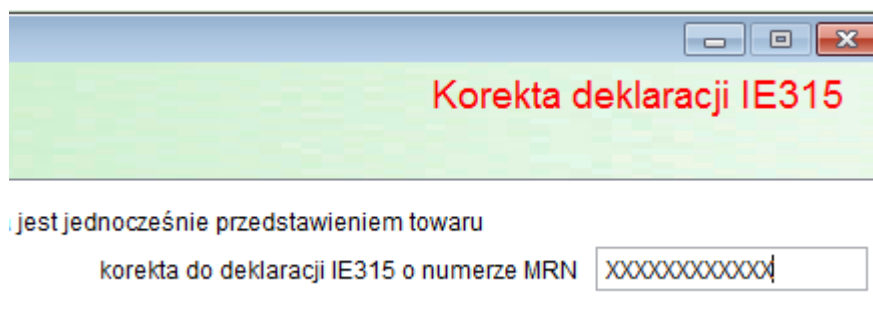 Korekta deklaracji IE315
jest jednocześnie przedstawieniem towaru
korekta do deklaracji IE315 o numerze MRN XXXXXXXXXXXX